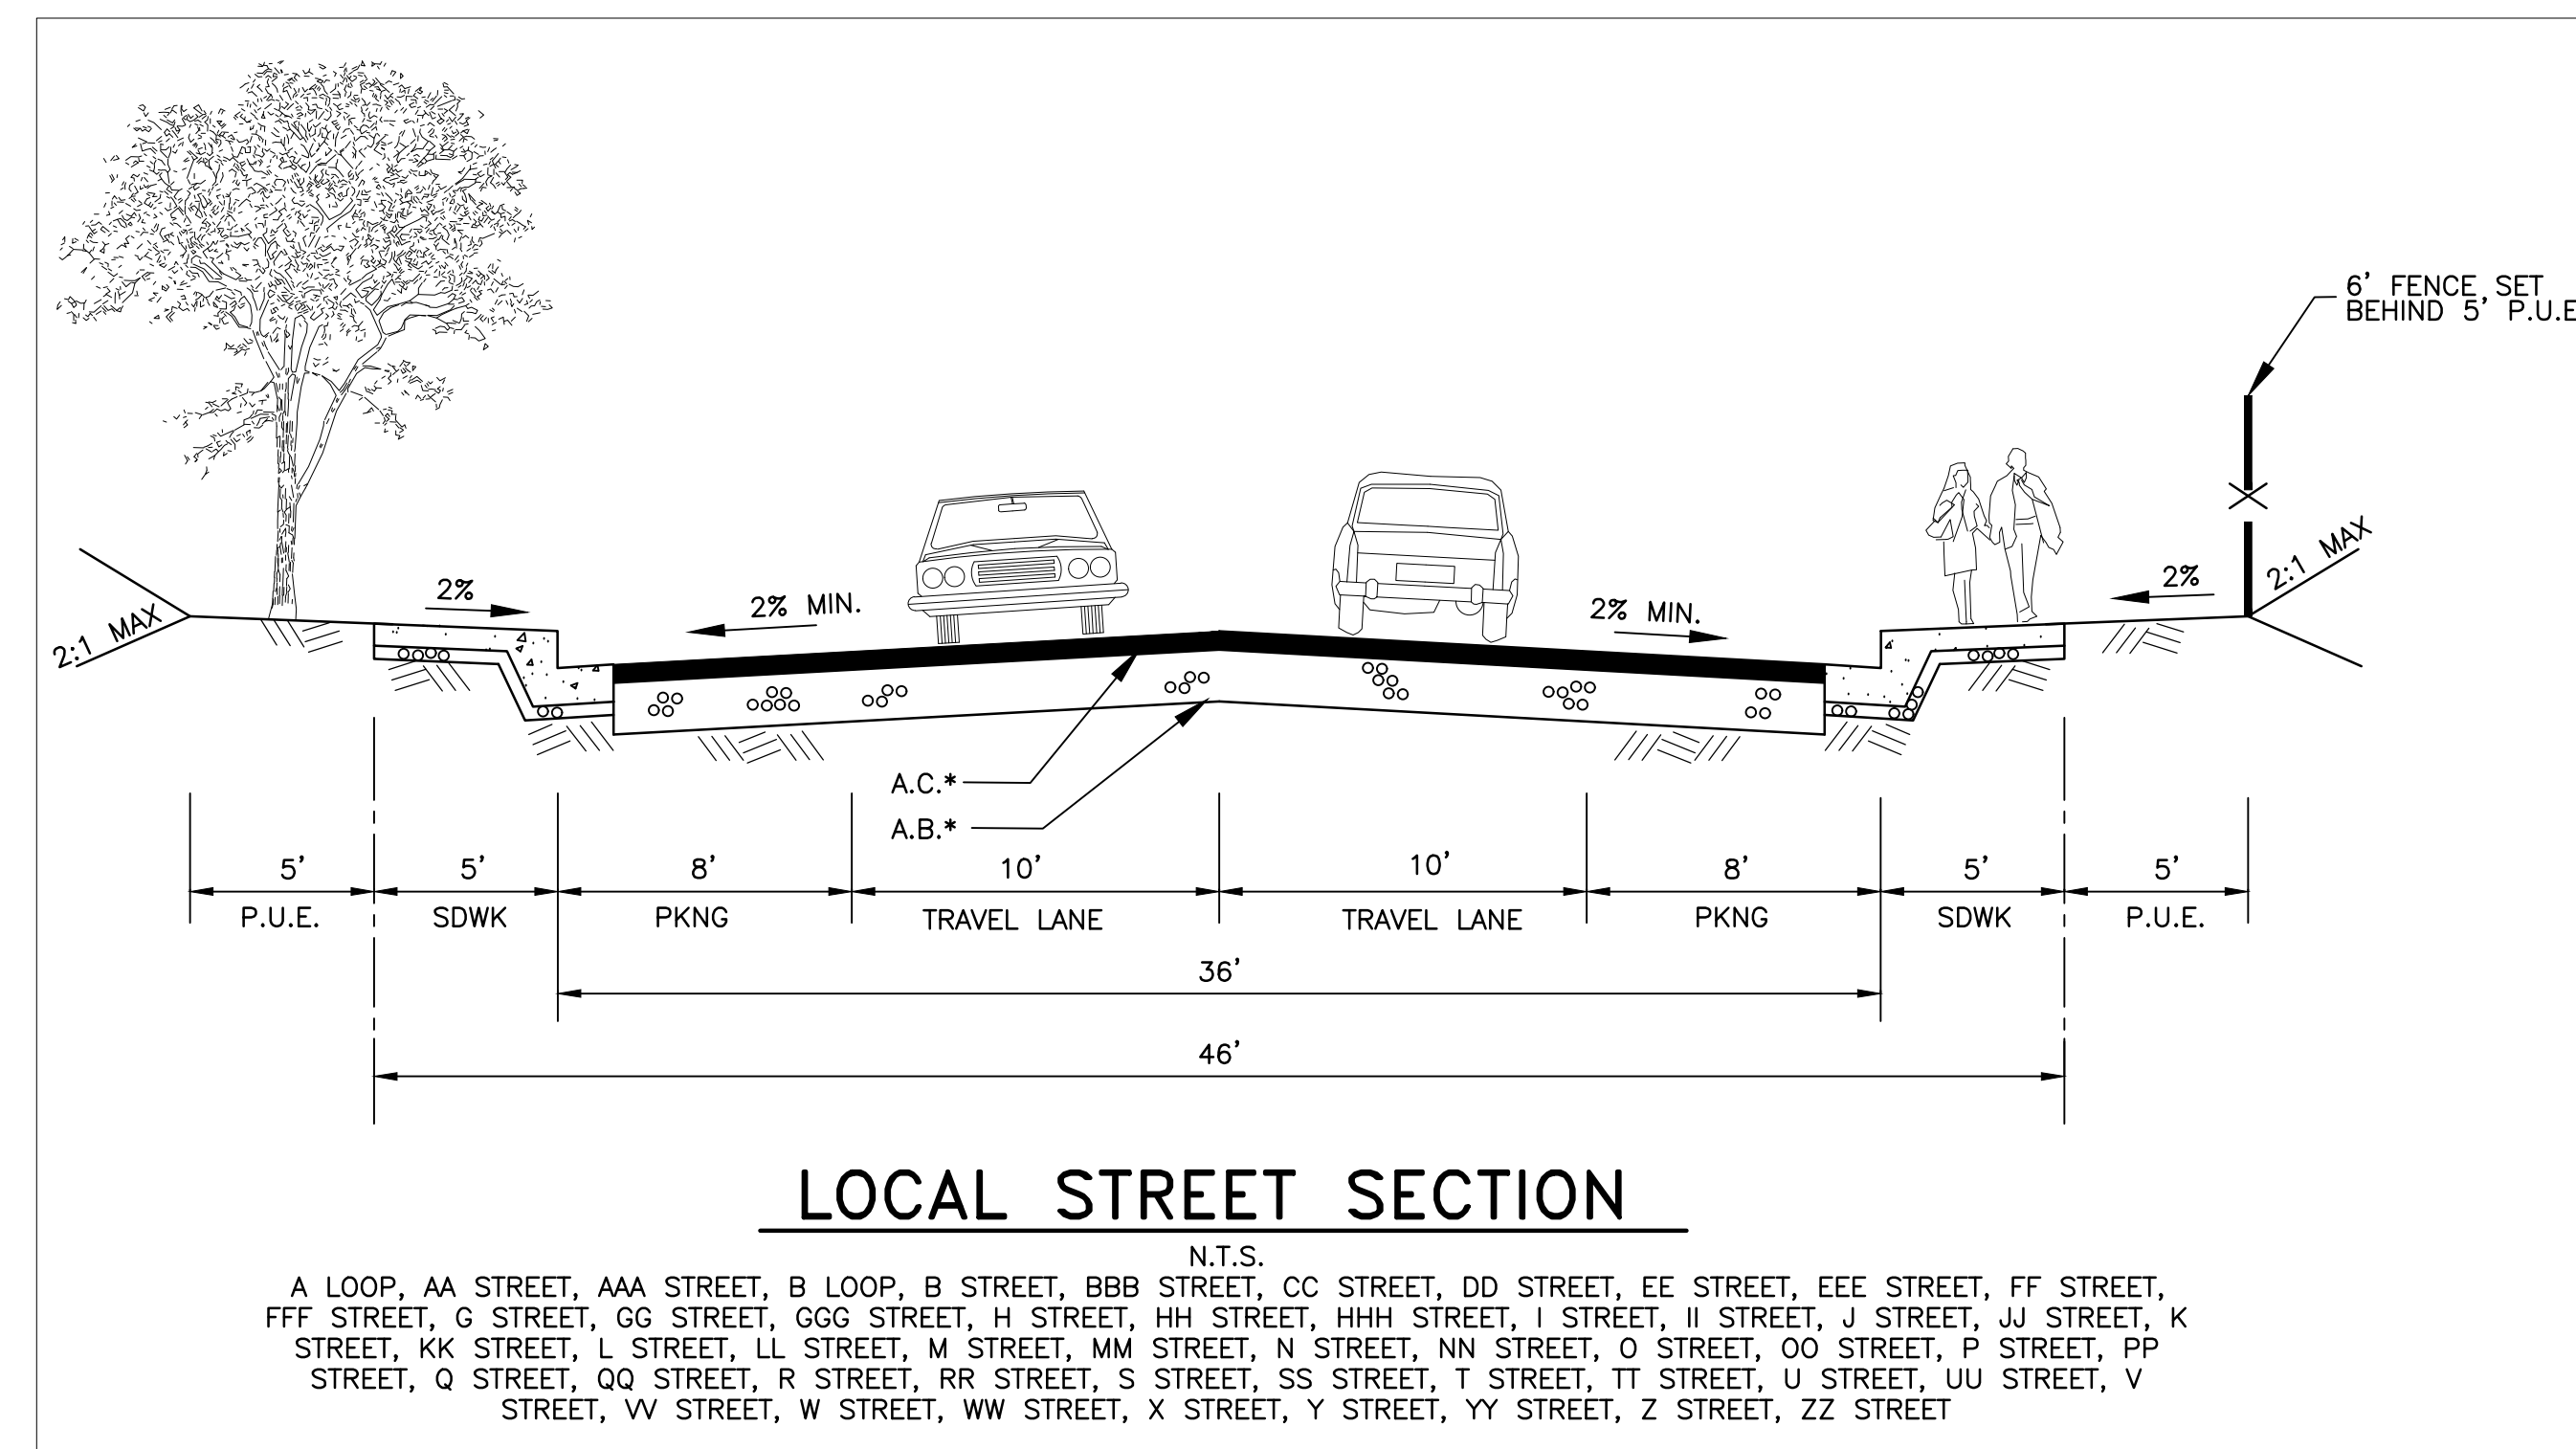 6' FENCE, SET
BEHIND 5' P.U.E
2:1 MAX
2%
2% MIN.
2% MIN.
2%
2:1 MAX
A.C.*
A.B.*
5' 5' 8' 10' 10' 8' 5' 5'
P.U.E. SDWK PKNG TRAVEL LANE TRAVEL LANE PKNG SDWK P.U.E.
36'
46'
LOCAL STREET SECTION
N.T.S.
A LOOP, AA STREET, AAA STREET, B LOOP, B STREET, BBB STREET, CC STREET, DD STREET, EE STREET, EEE STREET, FF STREET,
FFF STREET, G STREET, GG STREET, GGG STREET, H STREET, HH STREET, HHH STREET, I STREET, II STREET, J STREET, JJ STREET, K
STREET, KK STREET, L STREET, LL STREET, M STREET, MM STREET, N STREET, NN STREET, O STREET, OO STREET, P STREET, PP
STREET, Q STREET, QQ STREET, R STREET, RR STREET, S STREET, SS STREET, T STREET, TT STREET, U STREET, UU STREET, V
STREET, VV STREET, W STREET, WW STREET, X STREET, Y STREET, YY STREET, Z STREET, ZZ STREET